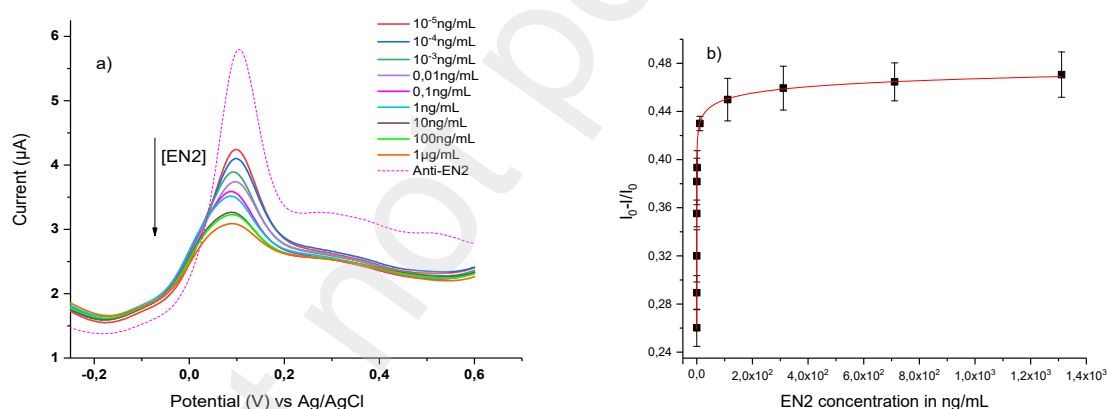 a)
6
5
4
3
2
1
Current (µA)
[EN2]
10⁻⁵ng/mL
10⁻⁴ng/mL
10⁻³ng/mL
0,01ng/mL
0,1ng/mL
1ng/mL
10ng/mL
100ng/mL
1µg/mL
Anti-EN2
-0,2
0,0
0,2
0,4
0,6
Potential (V) vs Ag/AgCl
b)
0,48
0,44
0,40
0,36
0,32
0,28
0,24
I₀-I/I₀
0,0
2,0x10²
4,0x10²
6,0x10²
8,0x10²
1,0x10³
1,2x10³
1,4x10³
EN2 concentration in ng/mL